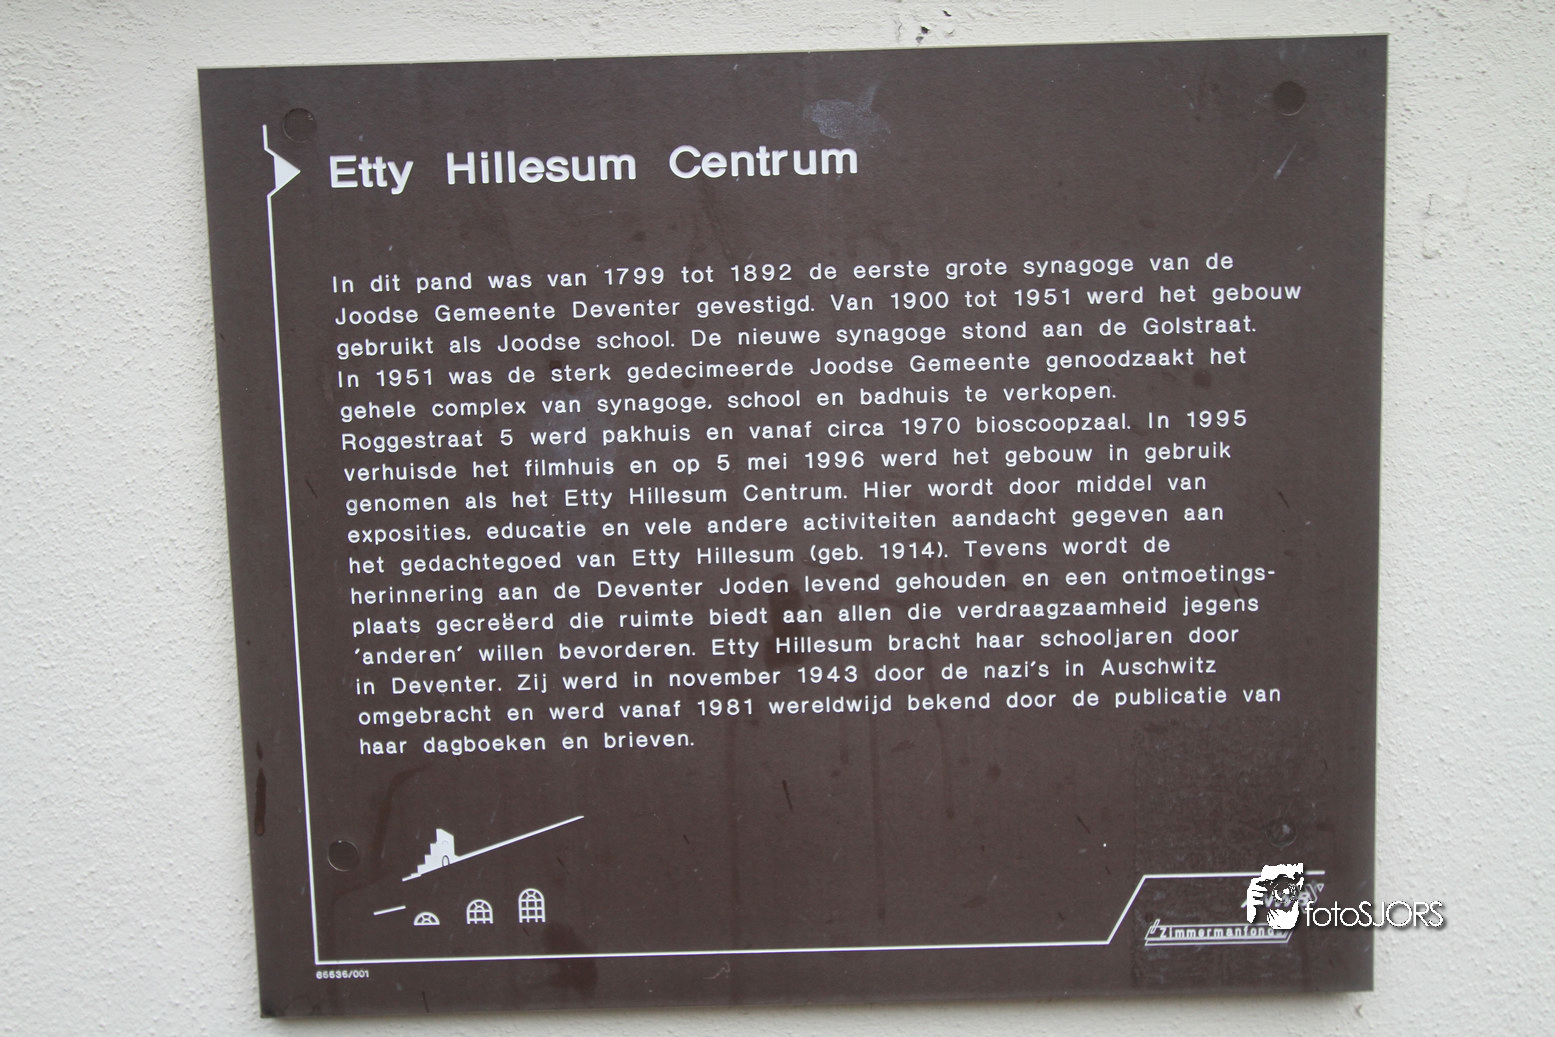 Etty Hillesum Centrum
In dit pand was van 1799 tot 1892 de eerste grote synagoge van de
Joodse Gemeente Deventer gevestigd. Van 1900 tot 1951 werd het gebouw
gebruikt als Joodse school. De nieuwe synagoge stond aan de Golstraat.
In 1951 was de sterk gedecimeerde Joodse Gemeente genoodzaakt het
gehele complex van synagoge, school en badhuis te verkopen.
Roggestraat 5 werd pakhuis en vanaf circa 1970 bioscoopzaal. In 1995
verhuisde het filmhuis en op 5 mei 1996 werd het gebouw in gebruik
genomen als het Etty Hillesum Centrum. Hier wordt door middel van
exposities, educatie en vele andere activiteiten aandacht gegeven aan
het gedachtegoed van Etty Hillesum (geb. 1914). Tevens wordt de
herinnering aan de Deventer Joden levend gehouden en een ontmoetings-
plaats gecreëerd die ruimte biedt aan allen die verdraagzaamheid jegens
'anderen' willen bevorderen. Etty Hillesum bracht haar schooljaren door
in Deventer. Zij werd in november 1943 door de nazi's in Auschwitz
omgebracht en werd vanaf 1981 wereldwijd bekend door de publicatie van
haar dagboeken en brieven.
fotoSJORS
Zimmermanfonds
65535/001